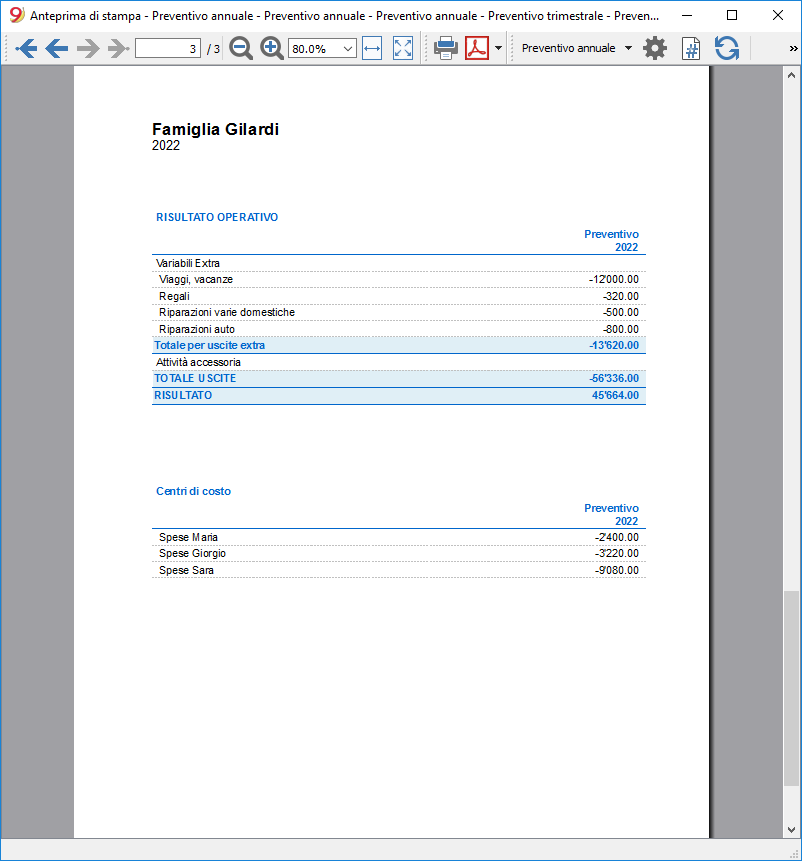 Anteprima di stampa - Preventivo annuale - Preventivo annuale - Preventivo annuale - Preventivo trimestrale - Preven...
3 / 3 80.0% Preventivo annuale # »
Famiglia Gilardi
2022
RISULTATO OPERATIVO
Preventivo
2022
Variabili Extra
Viaggi, vacanze -12'000.00
Regali -320.00
Riparazioni varie domestiche -500.00
Riparazioni auto -800.00
Totale per uscite extra -13'620.00
Attività accessoria
TOTALE USCITE -56'336.00
RISULTATO 45'664.00
Centri di costo
Preventivo
2022
Spese Maria -2'400.00
Spese Giorgio -3'220.00
Spese Sara -9'080.00